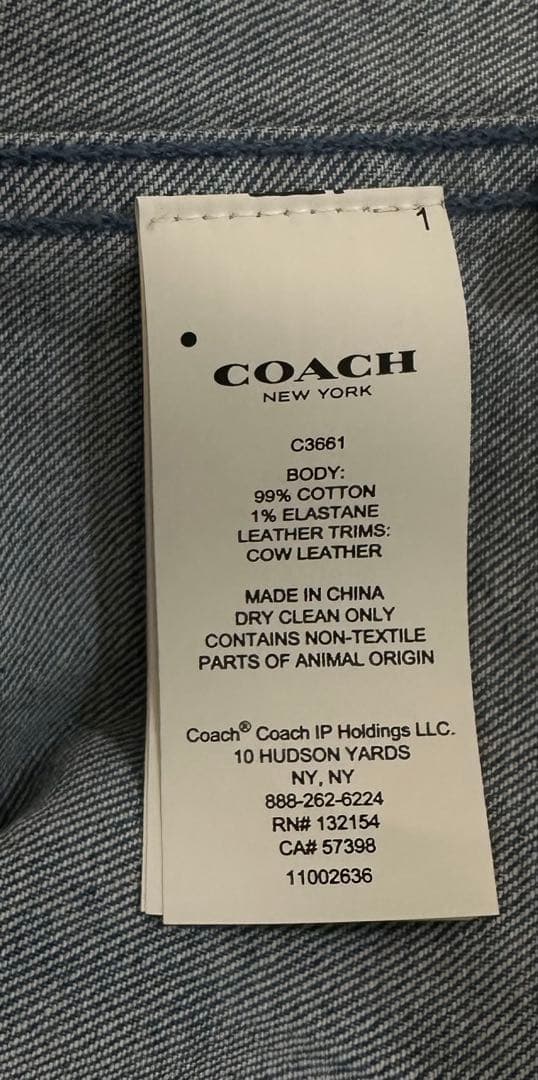 1
COACH
NEW YORK
C3661
BODY:
99% COTTON
1% ELASTANE
LEATHER TRIMS:
COW LEATHER
MADE IN CHINA
DRY CLEAN ONLY
CONTAINS NON-TEXTILE
PARTS OF ANIMAL ORIGIN
Coach® Coach IP Holdings LLC.
10 HUDSON YARDS
NY, NY
888-262-6224
RN# 132154
CA# 57398
11002636